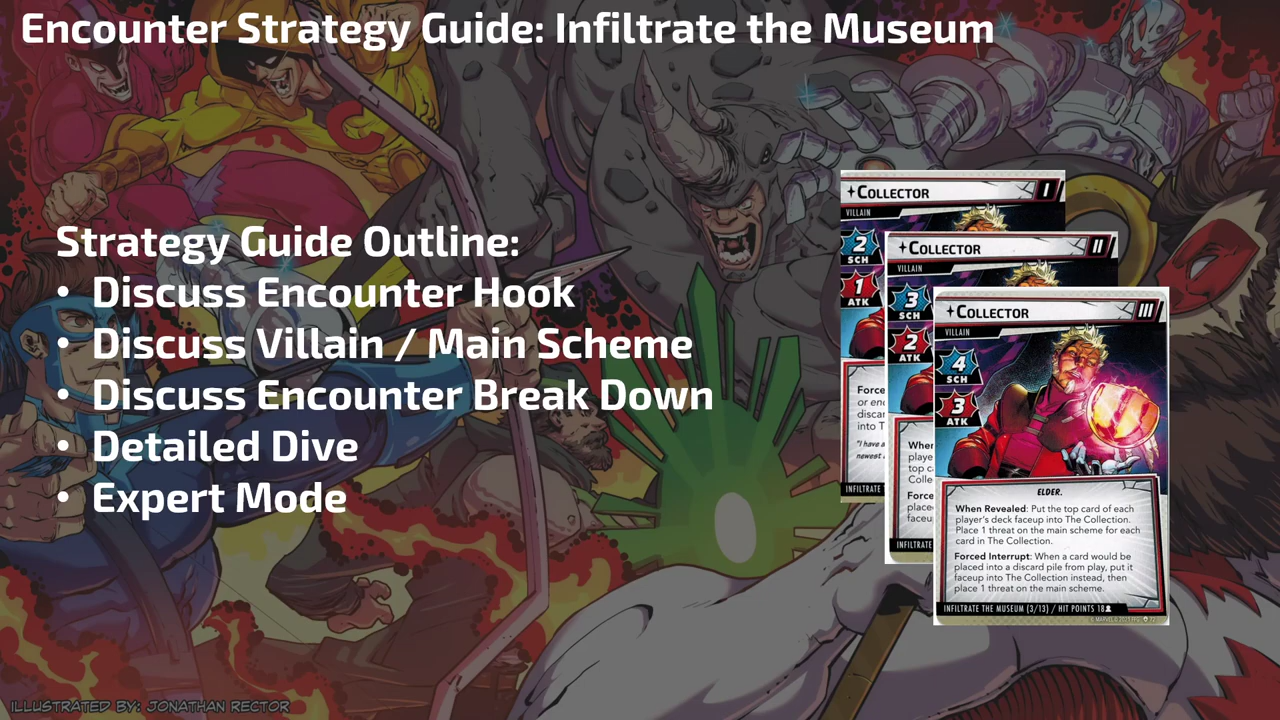 Encounter Strategy Guide: Infiltrate the Museum
Strategy Guide Outline:
• Discuss Encounter Hook
• Discuss Villain / Main Scheme
• Discuss Encounter Break Down
• Detailed Dive
• Expert Mode
COLLECTOR I
VILLAIN
2
SCH
1
ATK
Forced
INFILTRATE
COLLECTOR II
VILLAIN
3
SCH
2
ATK
INFILTRATE
COLLECTOR III
VILLAIN
4
SCH
3
ATK
ELDER.
When Revealed: Put the top card of each
player's deck faceup into The Collection.
Place 1 threat on the main scheme for each
card in The Collection.
Forced Interrupt: When a card would be
placed into a discard pile from play, put it
faceup into The Collection instead, then
place 1 threat on the main scheme.
INFILTRATE THE MUSEUM (3/13) / HIT POINTS 18
ILLUSTRATED BY: JONATHAN RECTOR